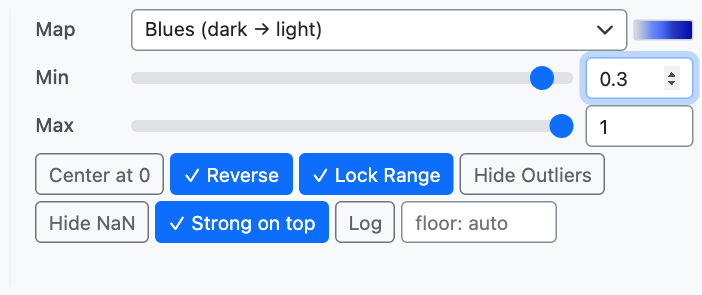 Map Blues (dark → light)
Min 0.3
Max 1
Center at 0 ✓ Reverse ✓ Lock Range Hide Outliers
Hide NaN ✓ Strong on top Log floor: auto